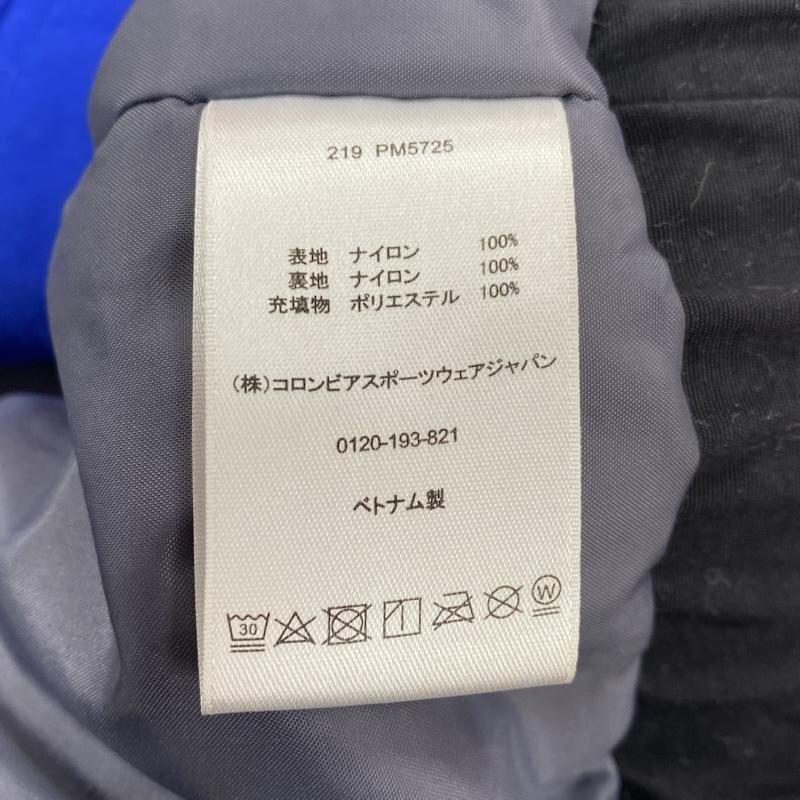 219 PM5725
表地 ナイロン 100%
裏地 ナイロン 100%
充填物 ポリエステル 100%
(株)コロンビアスポーツウェアジャパン
0120-193-821
ベトナム製
30 W